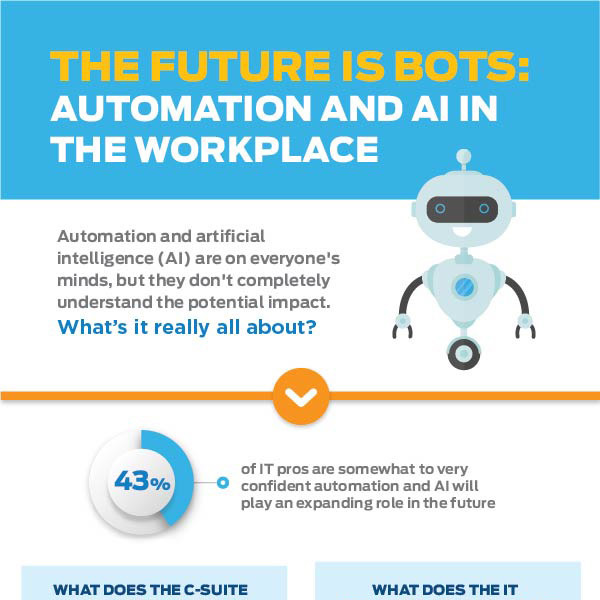 THE FUTURE IS BOTS:
AUTOMATION AND AI IN
THE WORKPLACE
Automation and artificial
intelligence (AI) are on everyone's
minds, but they don't completely
understand the potential impact.
What's it really all about?
43%
of IT pros are somewhat to very
confident automation and AI will
play an expanding role in the future
WHAT DOES THE C-SUITE
WHAT DOES THE IT